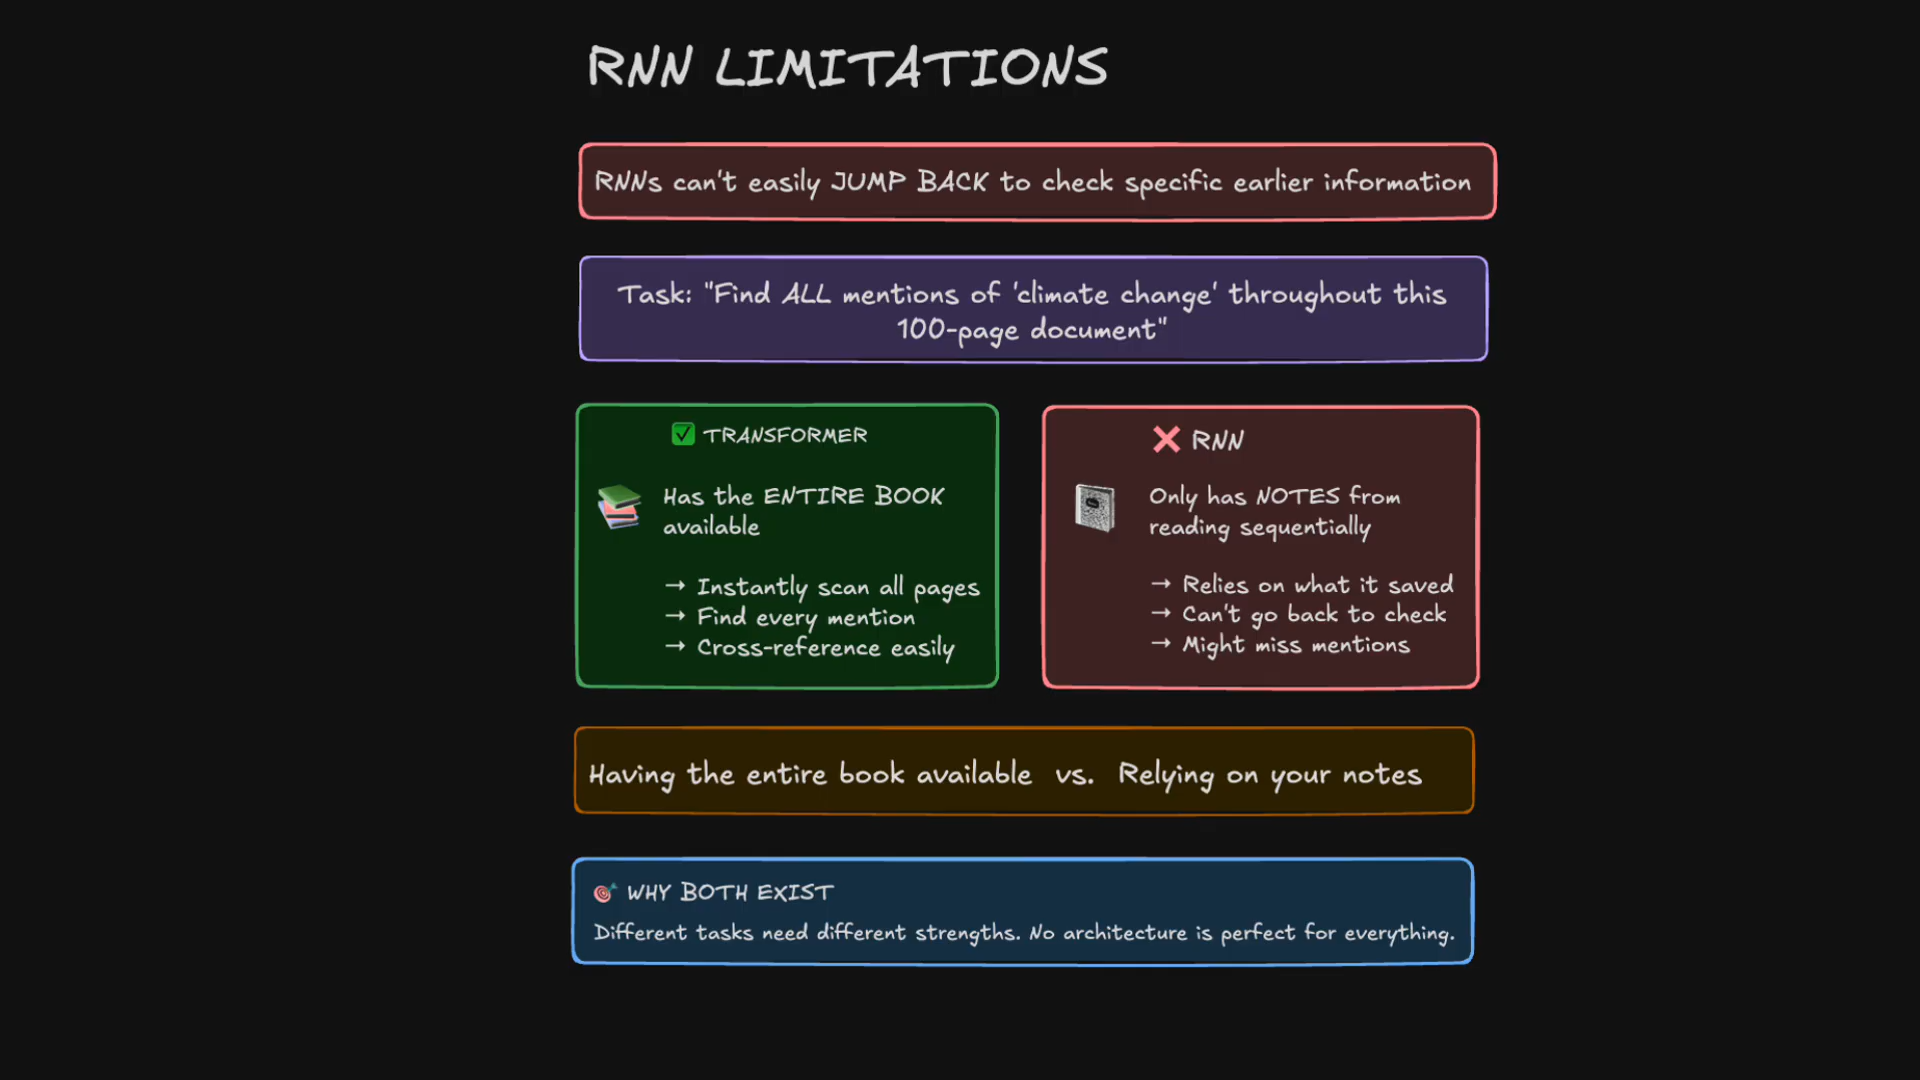 RNN LIMITATIONS
RNNs can't easily JUMP BACK to check specific earlier information
Task: "Find ALL mentions of 'climate change' throughout this
100-page document"
✅ TRANSFORMER
Has the ENTIRE BOOK
available
→ Instantly scan all pages
→ Find every mention
→ Cross-reference easily
❌ RNN
Only has NOTES from
reading sequentially
→ Relies on what it saved
→ Can't go back to check
→ Might miss mentions
Having the entire book available vs. Relying on your notes
🎯 WHY BOTH EXIST
Different tasks need different strengths. No architecture is perfect for everything.